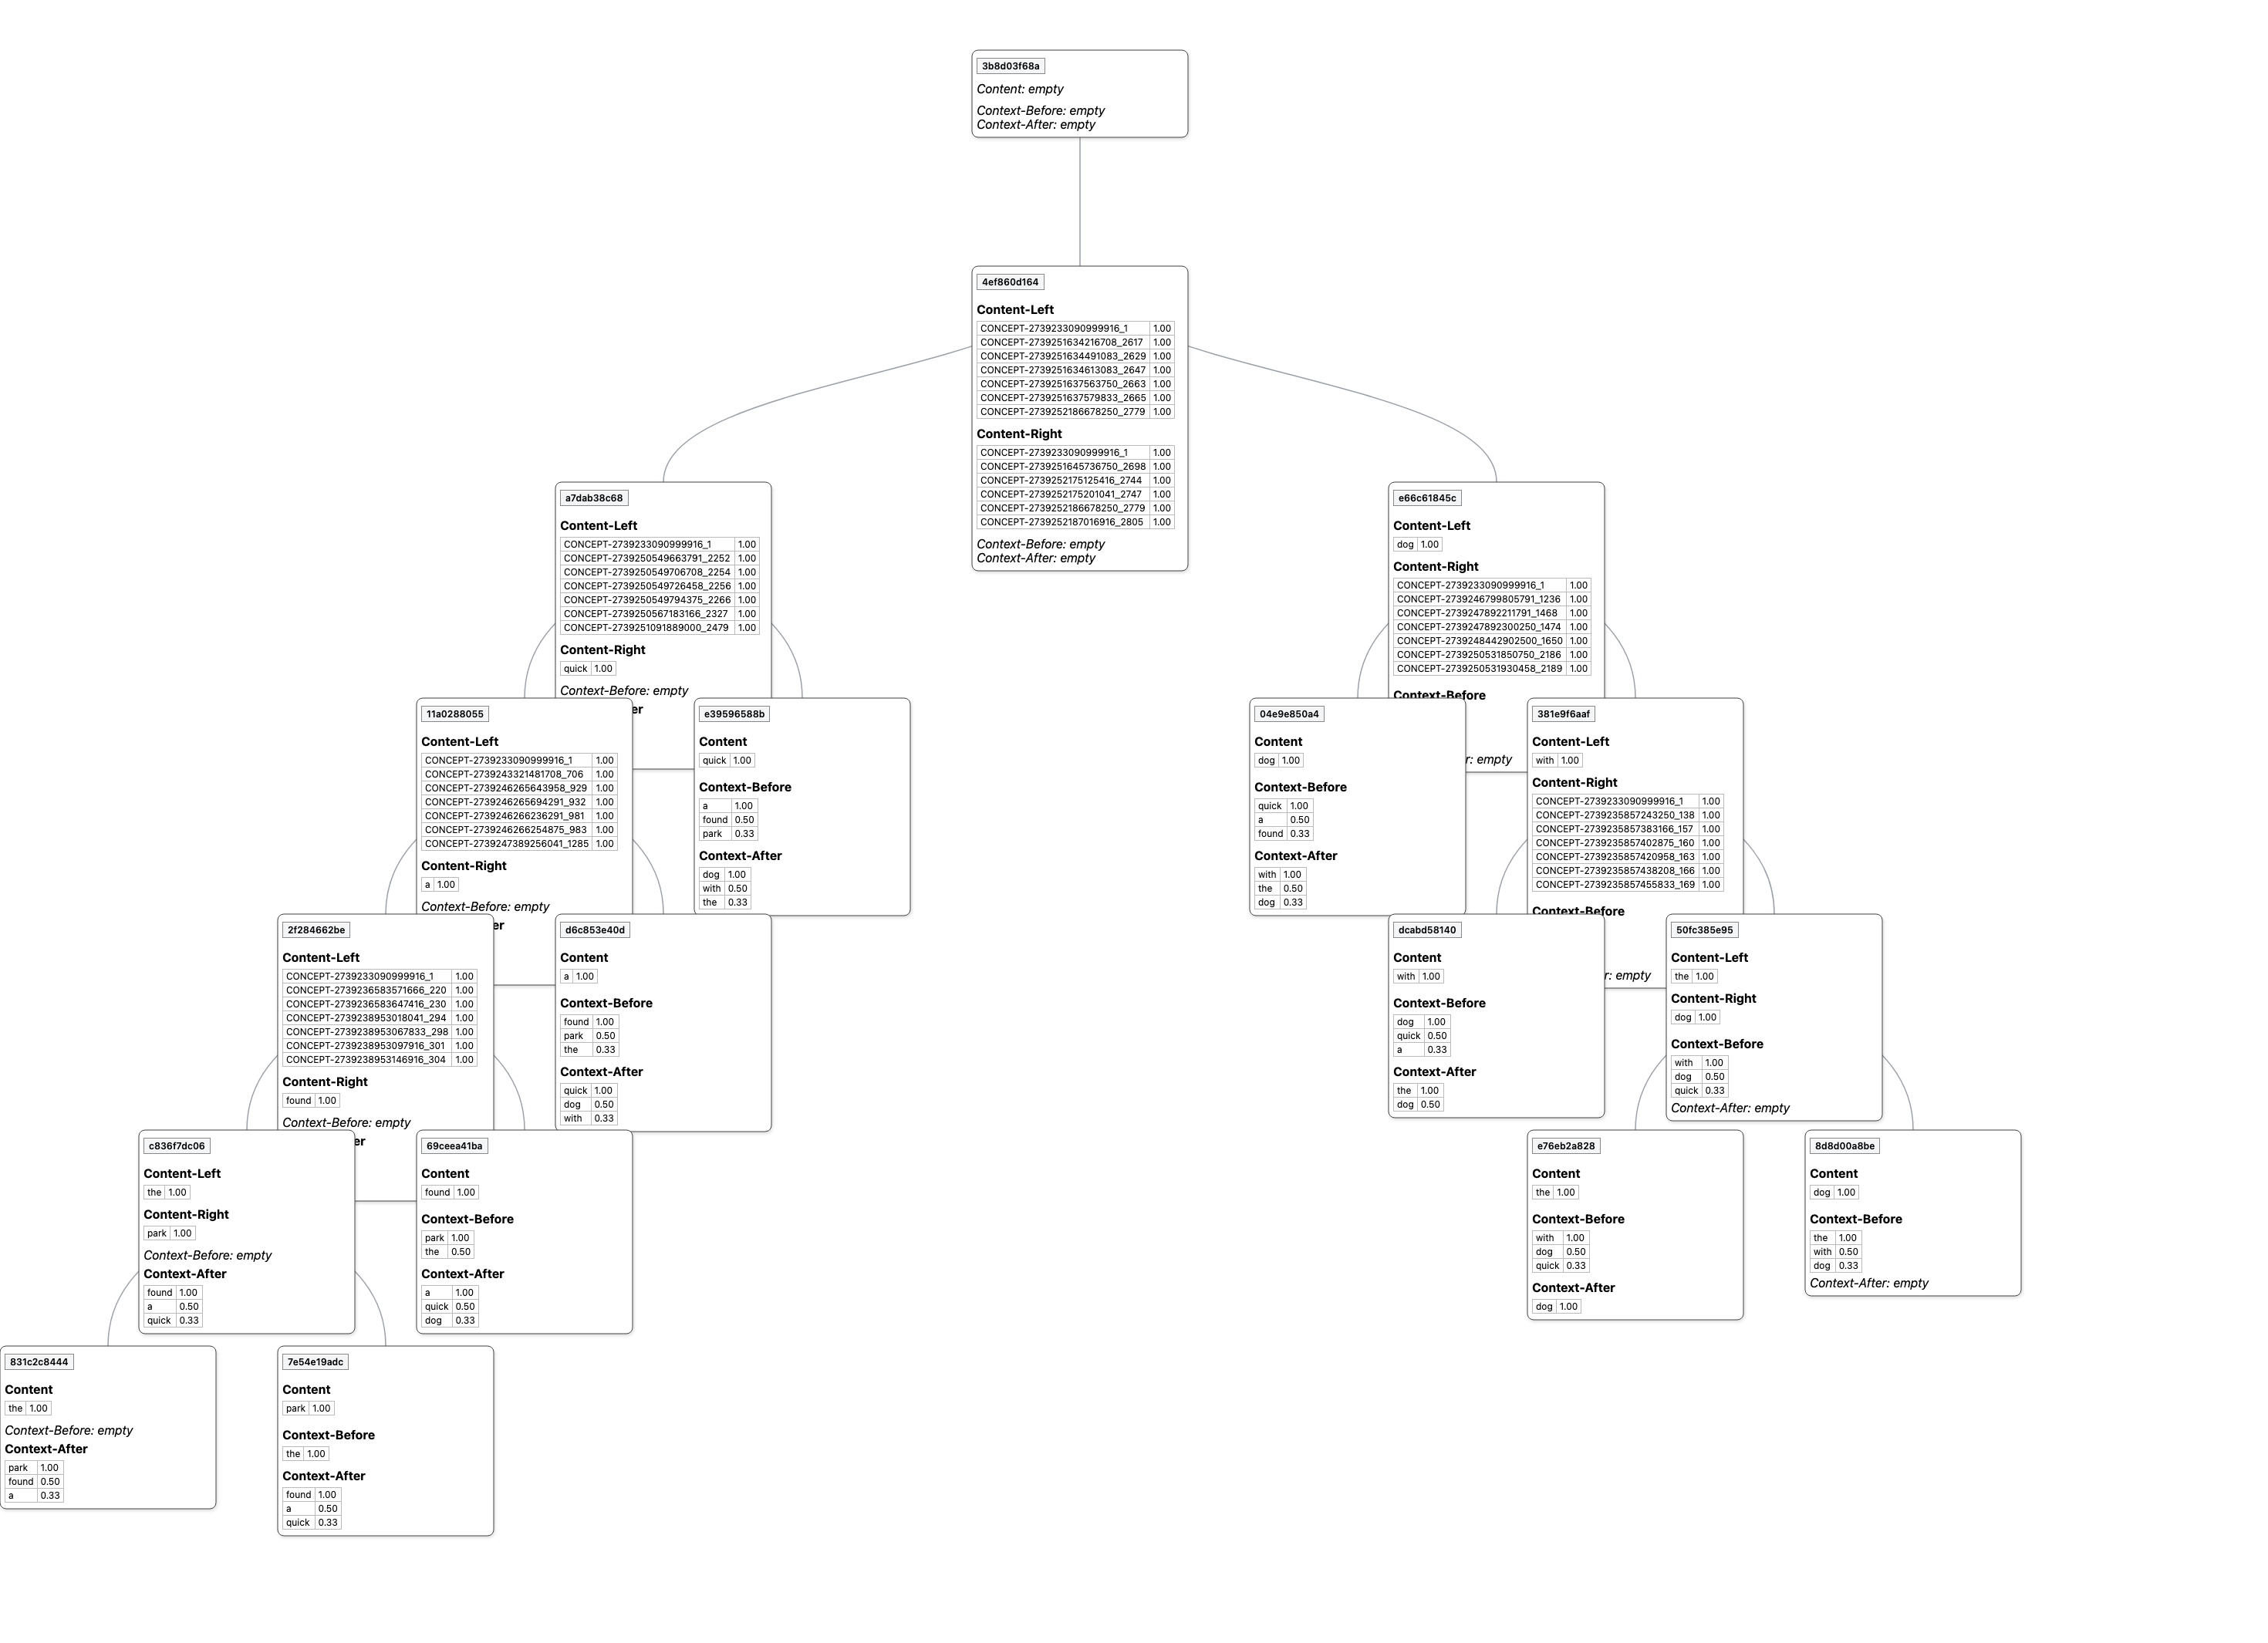 3b8d03f68a
Content: empty
Context-Before: empty
Context-After: empty
4ef860d164
Content-Left
CONCEPT-2739233090999916_1 1.00
CONCEPT-2739251634216708_2617 1.00
CONCEPT-2739251634491083_2629 1.00
CONCEPT-2739251634613083_2647 1.00
CONCEPT-2739251637563750_2663 1.00
CONCEPT-2739251637579833_2665 1.00
CONCEPT-2739252186678250_2779 1.00
Content-Right
CONCEPT-2739233090999916_1 1.00
CONCEPT-2739251645736750_2698 1.00
CONCEPT-2739252175125416_2744 1.00
CONCEPT-2739252175201041_2747 1.00
CONCEPT-2739252186678250_2779 1.00
CONCEPT-2739252187016916_2805 1.00
Context-Before: empty
Context-After: empty
a7dab38c68
Content-Left
CONCEPT-2739233090999916_1 1.00
CONCEPT-2739250549663791_2252 1.00
CONCEPT-2739250549706708_2254 1.00
CONCEPT-2739250549726458_2256 1.00
CONCEPT-2739250549794375_2266 1.00
CONCEPT-2739250567183166_2327 1.00
CONCEPT-2739251091889000_2479 1.00
Content-Right
quick 1.00
Context-Before: empty
er
e66c61845c
Content-Left
dog 1.00
Content-Right
CONCEPT-2739233090999916_1 1.00
CONCEPT-2739246799805791_1236 1.00
CONCEPT-2739247892211791_1468 1.00
CONCEPT-2739247892300250_1474 1.00
CONCEPT-2739248442902500_1650 1.00
CONCEPT-2739250531850750_2186 1.00
CONCEPT-2739250531930458_2189 1.00
Context-Before
r: empty
11a0288055
Content-Left
CONCEPT-2739233090999916_1 1.00
CONCEPT-2739243321481708_706 1.00
CONCEPT-2739246265643958_929 1.00
CONCEPT-2739246265694291_932 1.00
CONCEPT-2739246266236291_981 1.00
CONCEPT-2739246266254875_983 1.00
CONCEPT-2739247389256041_1285 1.00
Content-Right
a 1.00
Context-Before: empty
er
e39596588b
Content
quick 1.00
Context-Before
a 1.00
found 0.50
park 0.33
Context-After
dog 1.00
with 0.50
the 0.33
04e9e850a4
Content
dog 1.00
Context-Before
quick 1.00
a 0.50
found 0.33
Context-After
with 1.00
the 0.50
dog 0.33
381e9f6aaf
Content-Left
with 1.00
Content-Right
CONCEPT-2739233090999916_1 1.00
CONCEPT-2739235857243250_138 1.00
CONCEPT-2739235857383166_157 1.00
CONCEPT-2739235857402875_160 1.00
CONCEPT-2739235857420958_163 1.00
CONCEPT-2739235857438208_166 1.00
CONCEPT-2739235857455833_169 1.00
Context-Before
r: empty
2f284662be
Content-Left
CONCEPT-2739233090999916_1 1.00
CONCEPT-2739236583571666_220 1.00
CONCEPT-2739236583647416_230 1.00
CONCEPT-2739238953018041_294 1.00
CONCEPT-2739238953067833_298 1.00
CONCEPT-2739238953097916_301 1.00
CONCEPT-2739238953146916_304 1.00
Content-Right
found 1.00
Context-Before: empty
er
d6c853e40d
Content
a 1.00
Context-Before
found 1.00
park 0.50
the 0.33
Context-After
quick 1.00
dog 0.50
with 0.33
dcabd58140
Content
with 1.00
Context-Before
dog 1.00
quick 0.50
a 0.33
Context-After
the 1.00
dog 0.50
50fc385e95
Content-Left
the 1.00
Content-Right
dog 1.00
Context-Before
with 1.00
dog 0.50
quick 0.33
Context-After: empty
c836f7dc06
Content-Left
the 1.00
Content-Right
park 1.00
Context-Before: empty
Context-After
found 1.00
a 0.50
quick 0.33
69ceea41ba
Content
found 1.00
Context-Before
park 1.00
the 0.50
Context-After
a 1.00
quick 0.50
dog 0.33
e76eb2a828
Content
the 1.00
Context-Before
with 1.00
dog 0.50
quick 0.33
Context-After
dog 1.00
8d8d00a8be
Content
dog 1.00
Context-Before
the 1.00
with 0.50
dog 0.33
Context-After: empty
831c2c8444
Content
the 1.00
Context-Before: empty
Context-After
park 1.00
found 0.50
a 0.33
7e54e19adc
Content
park 1.00
Context-Before
the 1.00
Context-After
found 1.00
a 0.50
quick 0.33